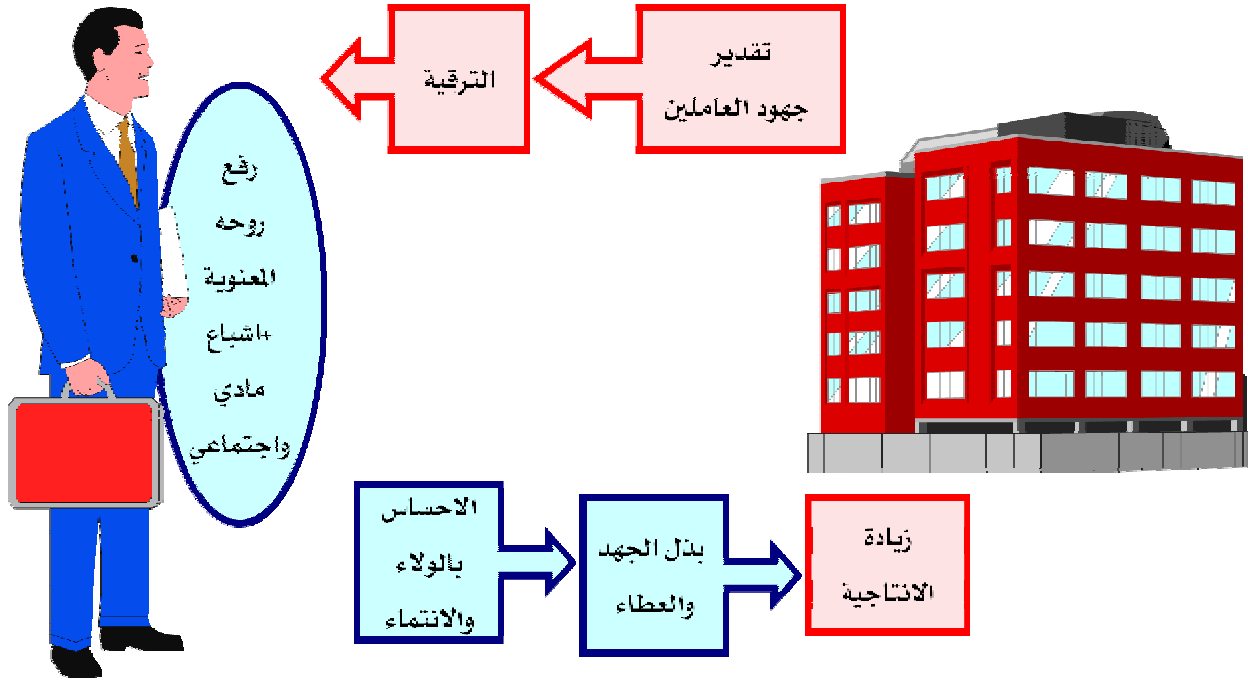 تقدير
جهود العاملين
الترقية
رفع
روحه
المعنوية
+اشباع
مادي
واجتماعي
الاحساس
بالولاء
والانتماء
بذل الجهد
والعطاء
زيادة
الانتاجية